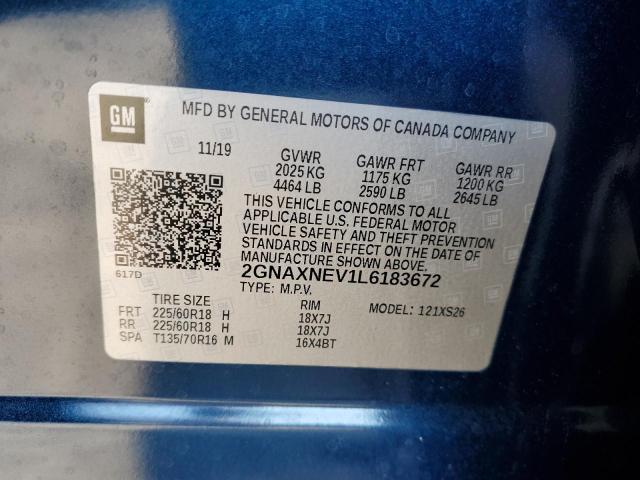 GM
MFD BY GENERAL MOTORS OF CANADA COMPANY
11/19 GVWR GAWR FRT GAWR RR
2025 KG 1175 KG 1200 KG
4464 LB 2590 LB 2645 LB
THIS VEHICLE CONFORMS TO ALL
APPLICABLE U.S. FEDERAL MOTOR
VEHICLE SAFETY AND THEFT PREVENTION
STANDARDS IN EFFECT ON THE DATE OF
MANUFACTURE SHOWN ABOVE.
617D
2GNAXNEV1L6183672
TYPE: M.P.V.
TIRE SIZE RIM MODEL: 121XS26
FRT 225/60R18 H 18X7J
RR 225/60R18 H 18X7J
SPA T135/70R16 M 16X4BT